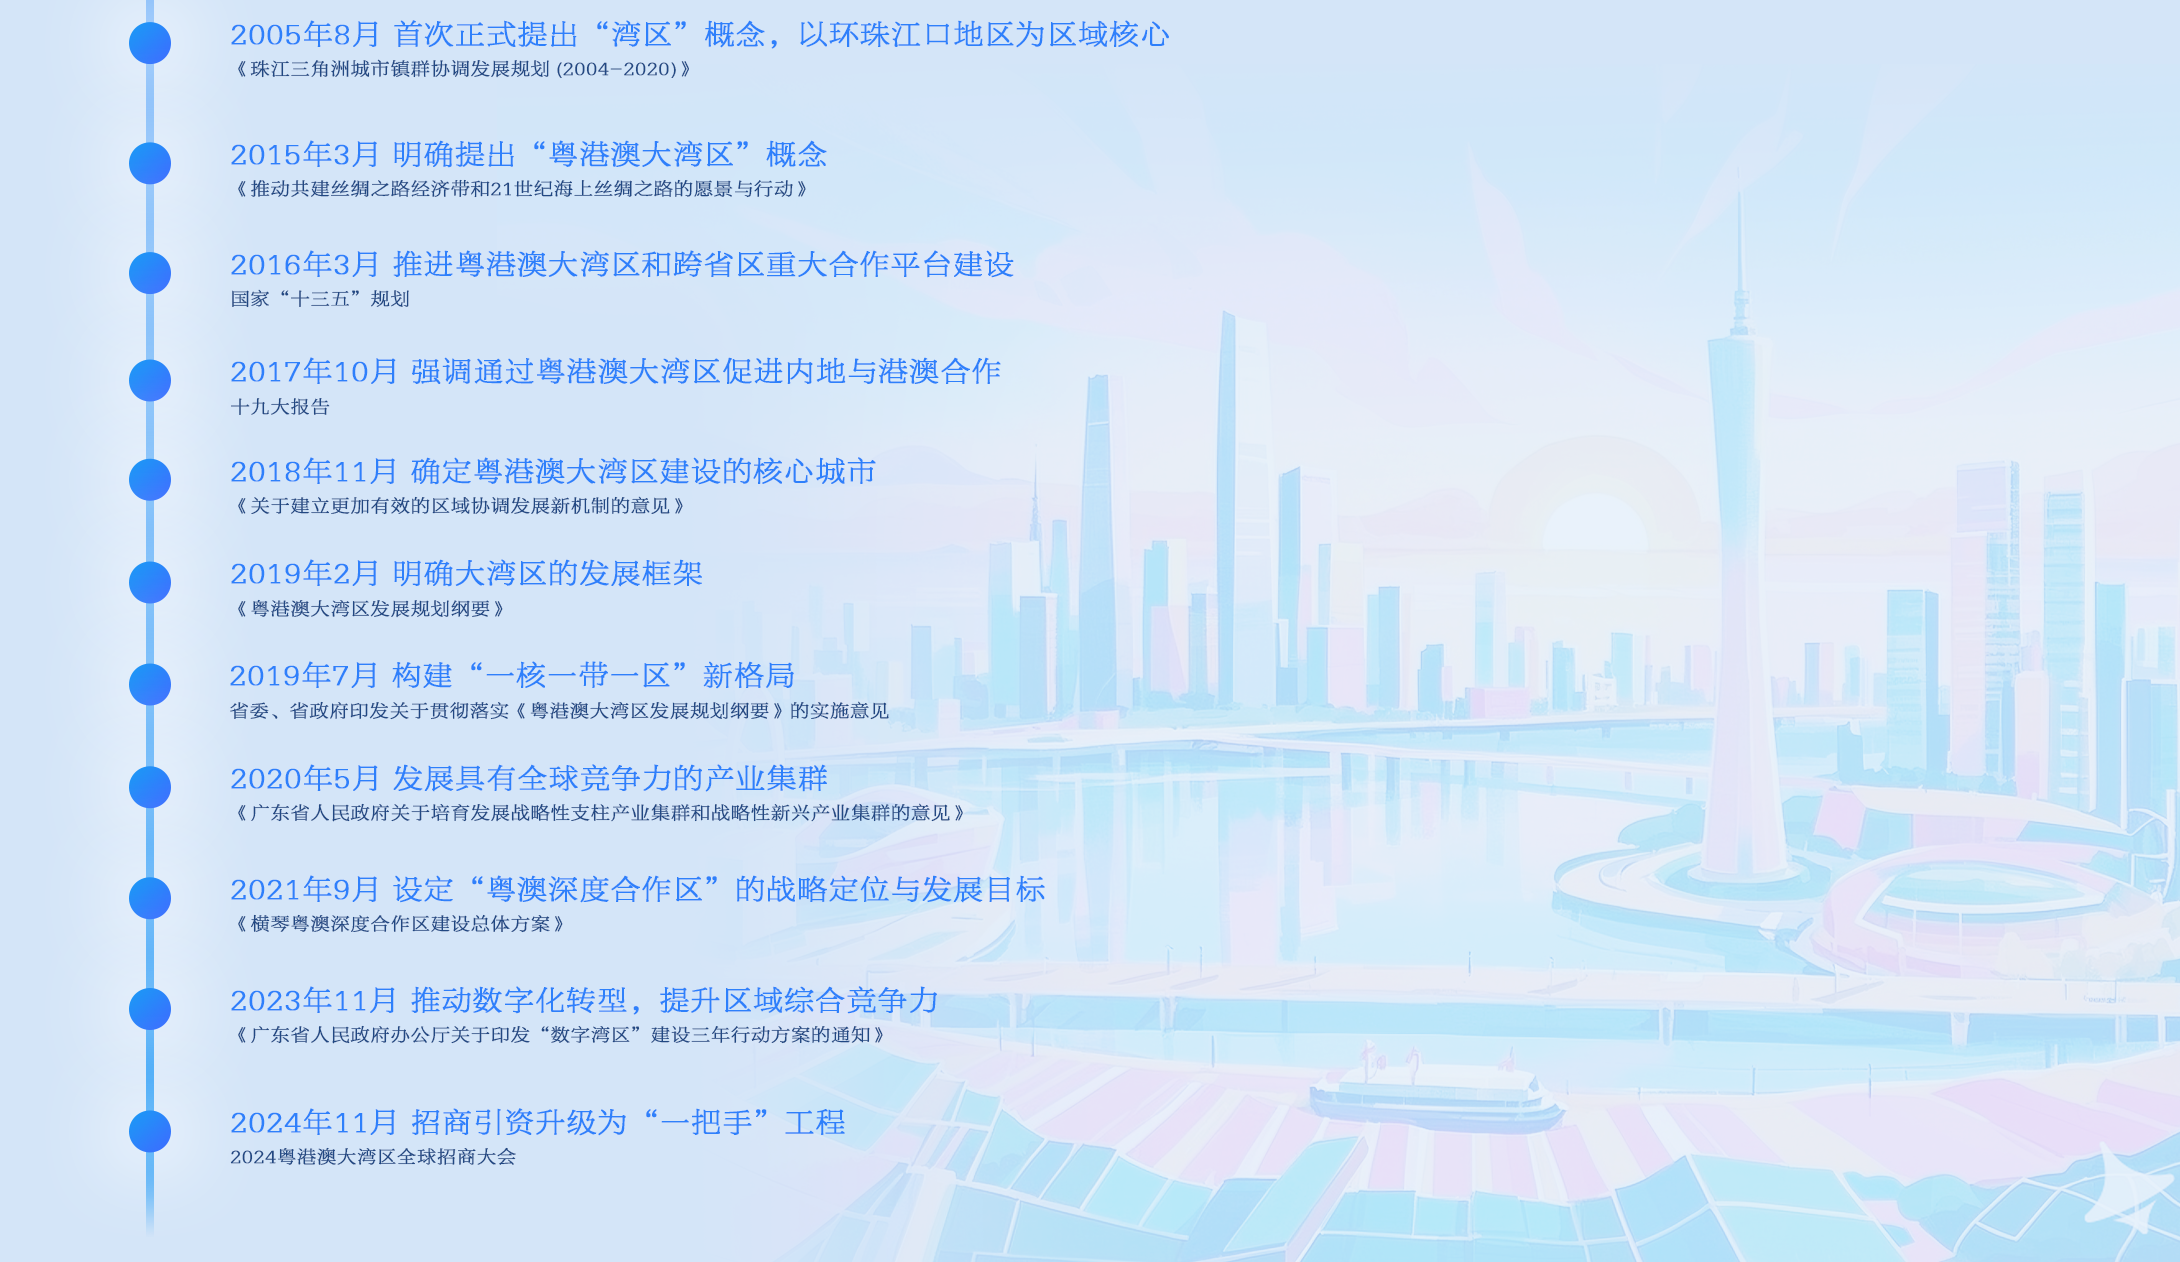 2005年8月 首次正式提出“湾区”概念，以环珠江口地区为区域核心
《珠江三角洲城市镇群协调发展规划 (2004-2020)》
2015年3月 明确提出“粤港澳大湾区”概念
《推动共建丝绸之路经济带和21世纪海上丝绸之路的愿景与行动》
2016年3月 推进粤港澳大湾区和跨省区重大合作平台建设
国家“十三五”规划
2017年10月 强调通过粤港澳大湾区促进内地与港澳合作
十九大报告
2018年11月 确定粤港澳大湾区建设的核心城市
《关于建立更加有效的区域协调发展新机制的意见》
2019年2月 明确大湾区的发展框架
《粤港澳大湾区发展规划纲要》
2019年7月 构建“一核一带一区”新格局
省委、省政府印发关于贯彻落实《粤港澳大湾区发展规划纲要》的实施意见
2020年5月 发展具有全球竞争力的产业集群
《广东省人民政府关于培育发展战略性支柱产业集群和战略性新兴产业集群的意见》
2021年9月 设定“粤澳深度合作区”的战略定位与发展目标
《横琴粤澳深度合作区建设总体方案》
2023年11月 推动数字化转型，提升区域综合竞争力
《广东省人民政府办公厅关于印发“数字湾区”建设三年行动方案的通知》
2024年11月 招商引资升级为“一把手”工程
2024粤港澳大湾区全球招商大会